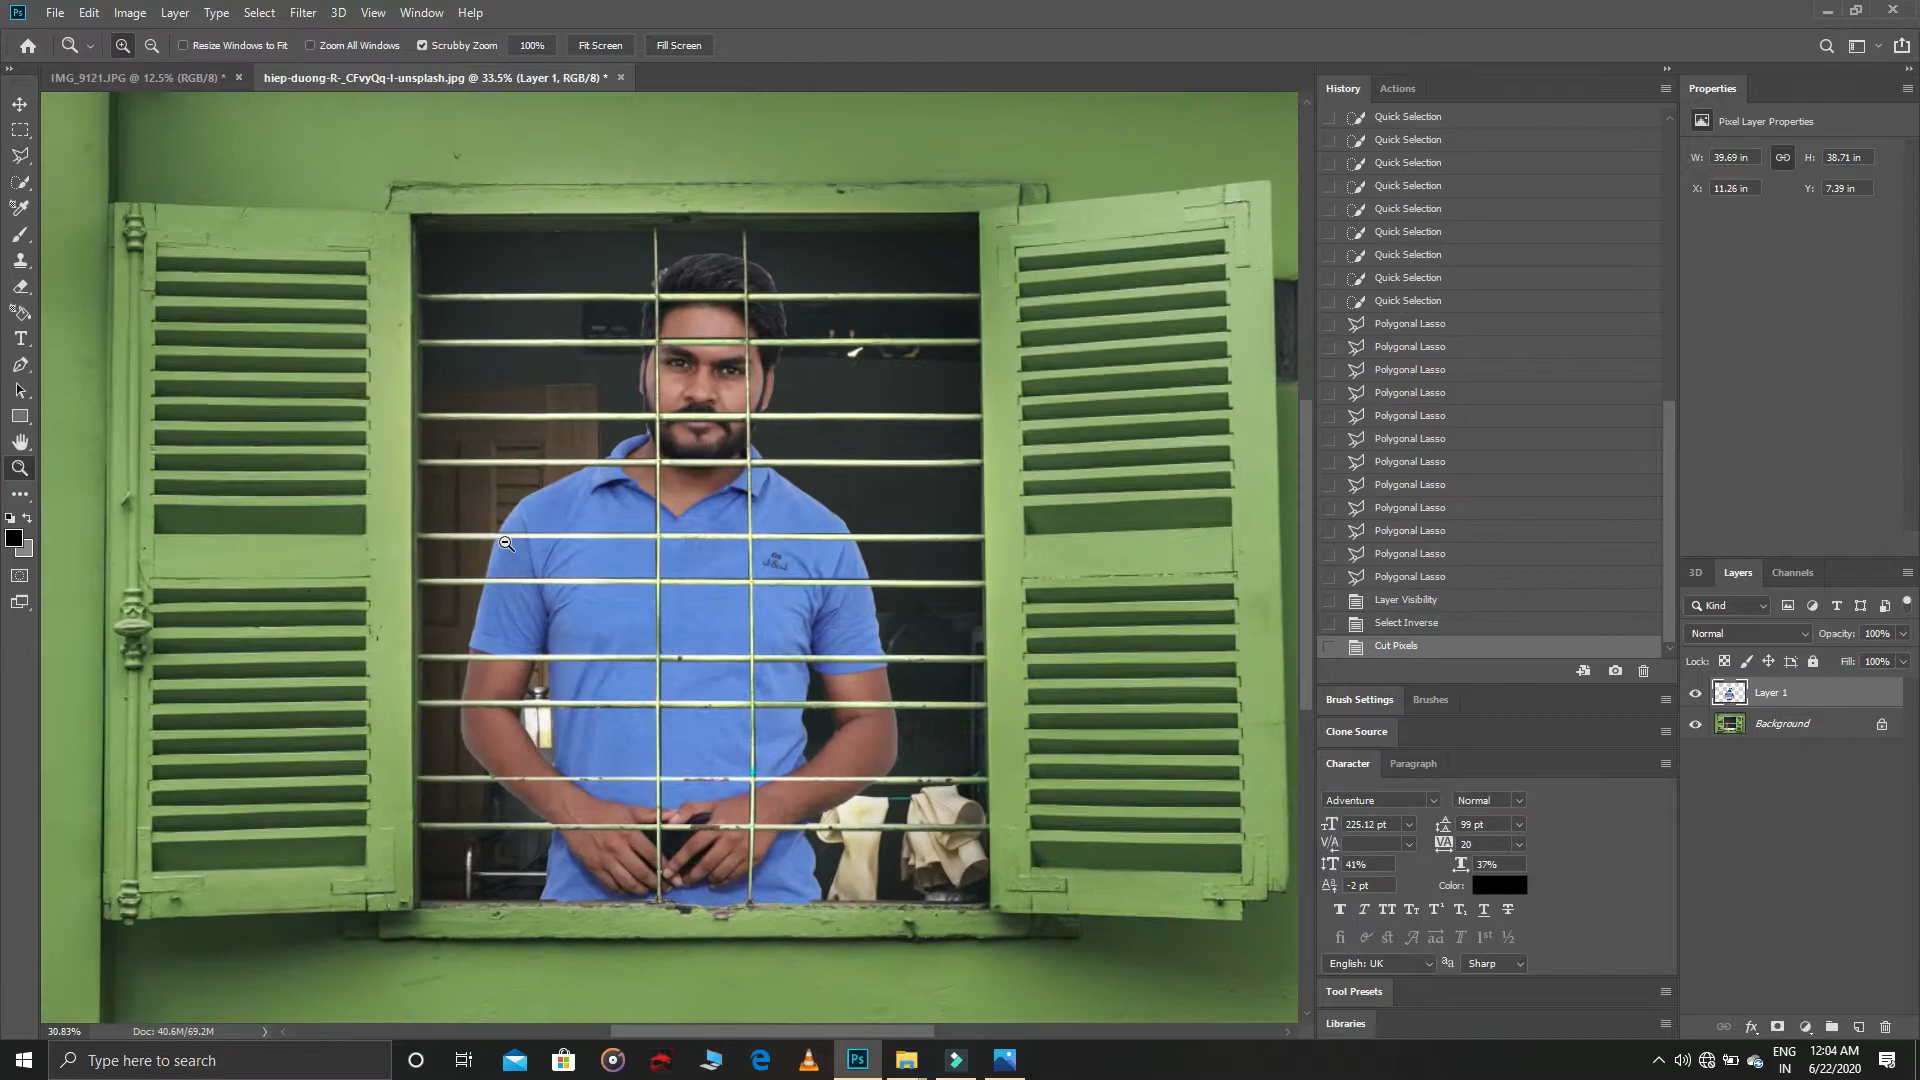 Ps File Edit Image Layer Type Select Filter 3D View Window Help
Resize Windows to Fit Zoom All Windows Scrubby Zoom 100% Fit Screen Fill Screen
IMG_9121.JPG @ 12.5% (RGB/8) * × hiep-duong-R-_CFvyQq-I-unsplash.jpg @ 33.5% (Layer 1, RGB/8) * ×
History Actions
Quick Selection
Quick Selection
Quick Selection
Quick Selection
Quick Selection
Quick Selection
Quick Selection
Quick Selection
Quick Selection
Polygonal Lasso
Polygonal Lasso
Polygonal Lasso
Polygonal Lasso
Polygonal Lasso
Polygonal Lasso
Polygonal Lasso
Polygonal Lasso
Polygonal Lasso
Polygonal Lasso
Polygonal Lasso
Polygonal Lasso
Layer Visibility
Select Inverse
Cut Pixels
Brush Settings Brushes
Clone Source
Character Paragraph
Adventure Normal
225.12 pt 99 pt
V/A VA 20
41% 37%
-2 pt Color:
English: UK Sharp
Tool Presets
Libraries
Properties
Pixel Layer Properties
W: 39.69 in H: 38.71 in
X: 11.26 in Y: 7.39 in
3D Layers Channels
Kind
Normal Opacity: 100%
Lock: Fill: 100%
Layer 1
Background
J&J
30.83% Doc: 40.6M/69.2M
Type here to search
Ps
ENG
IN
12:04 AM
6/22/2020